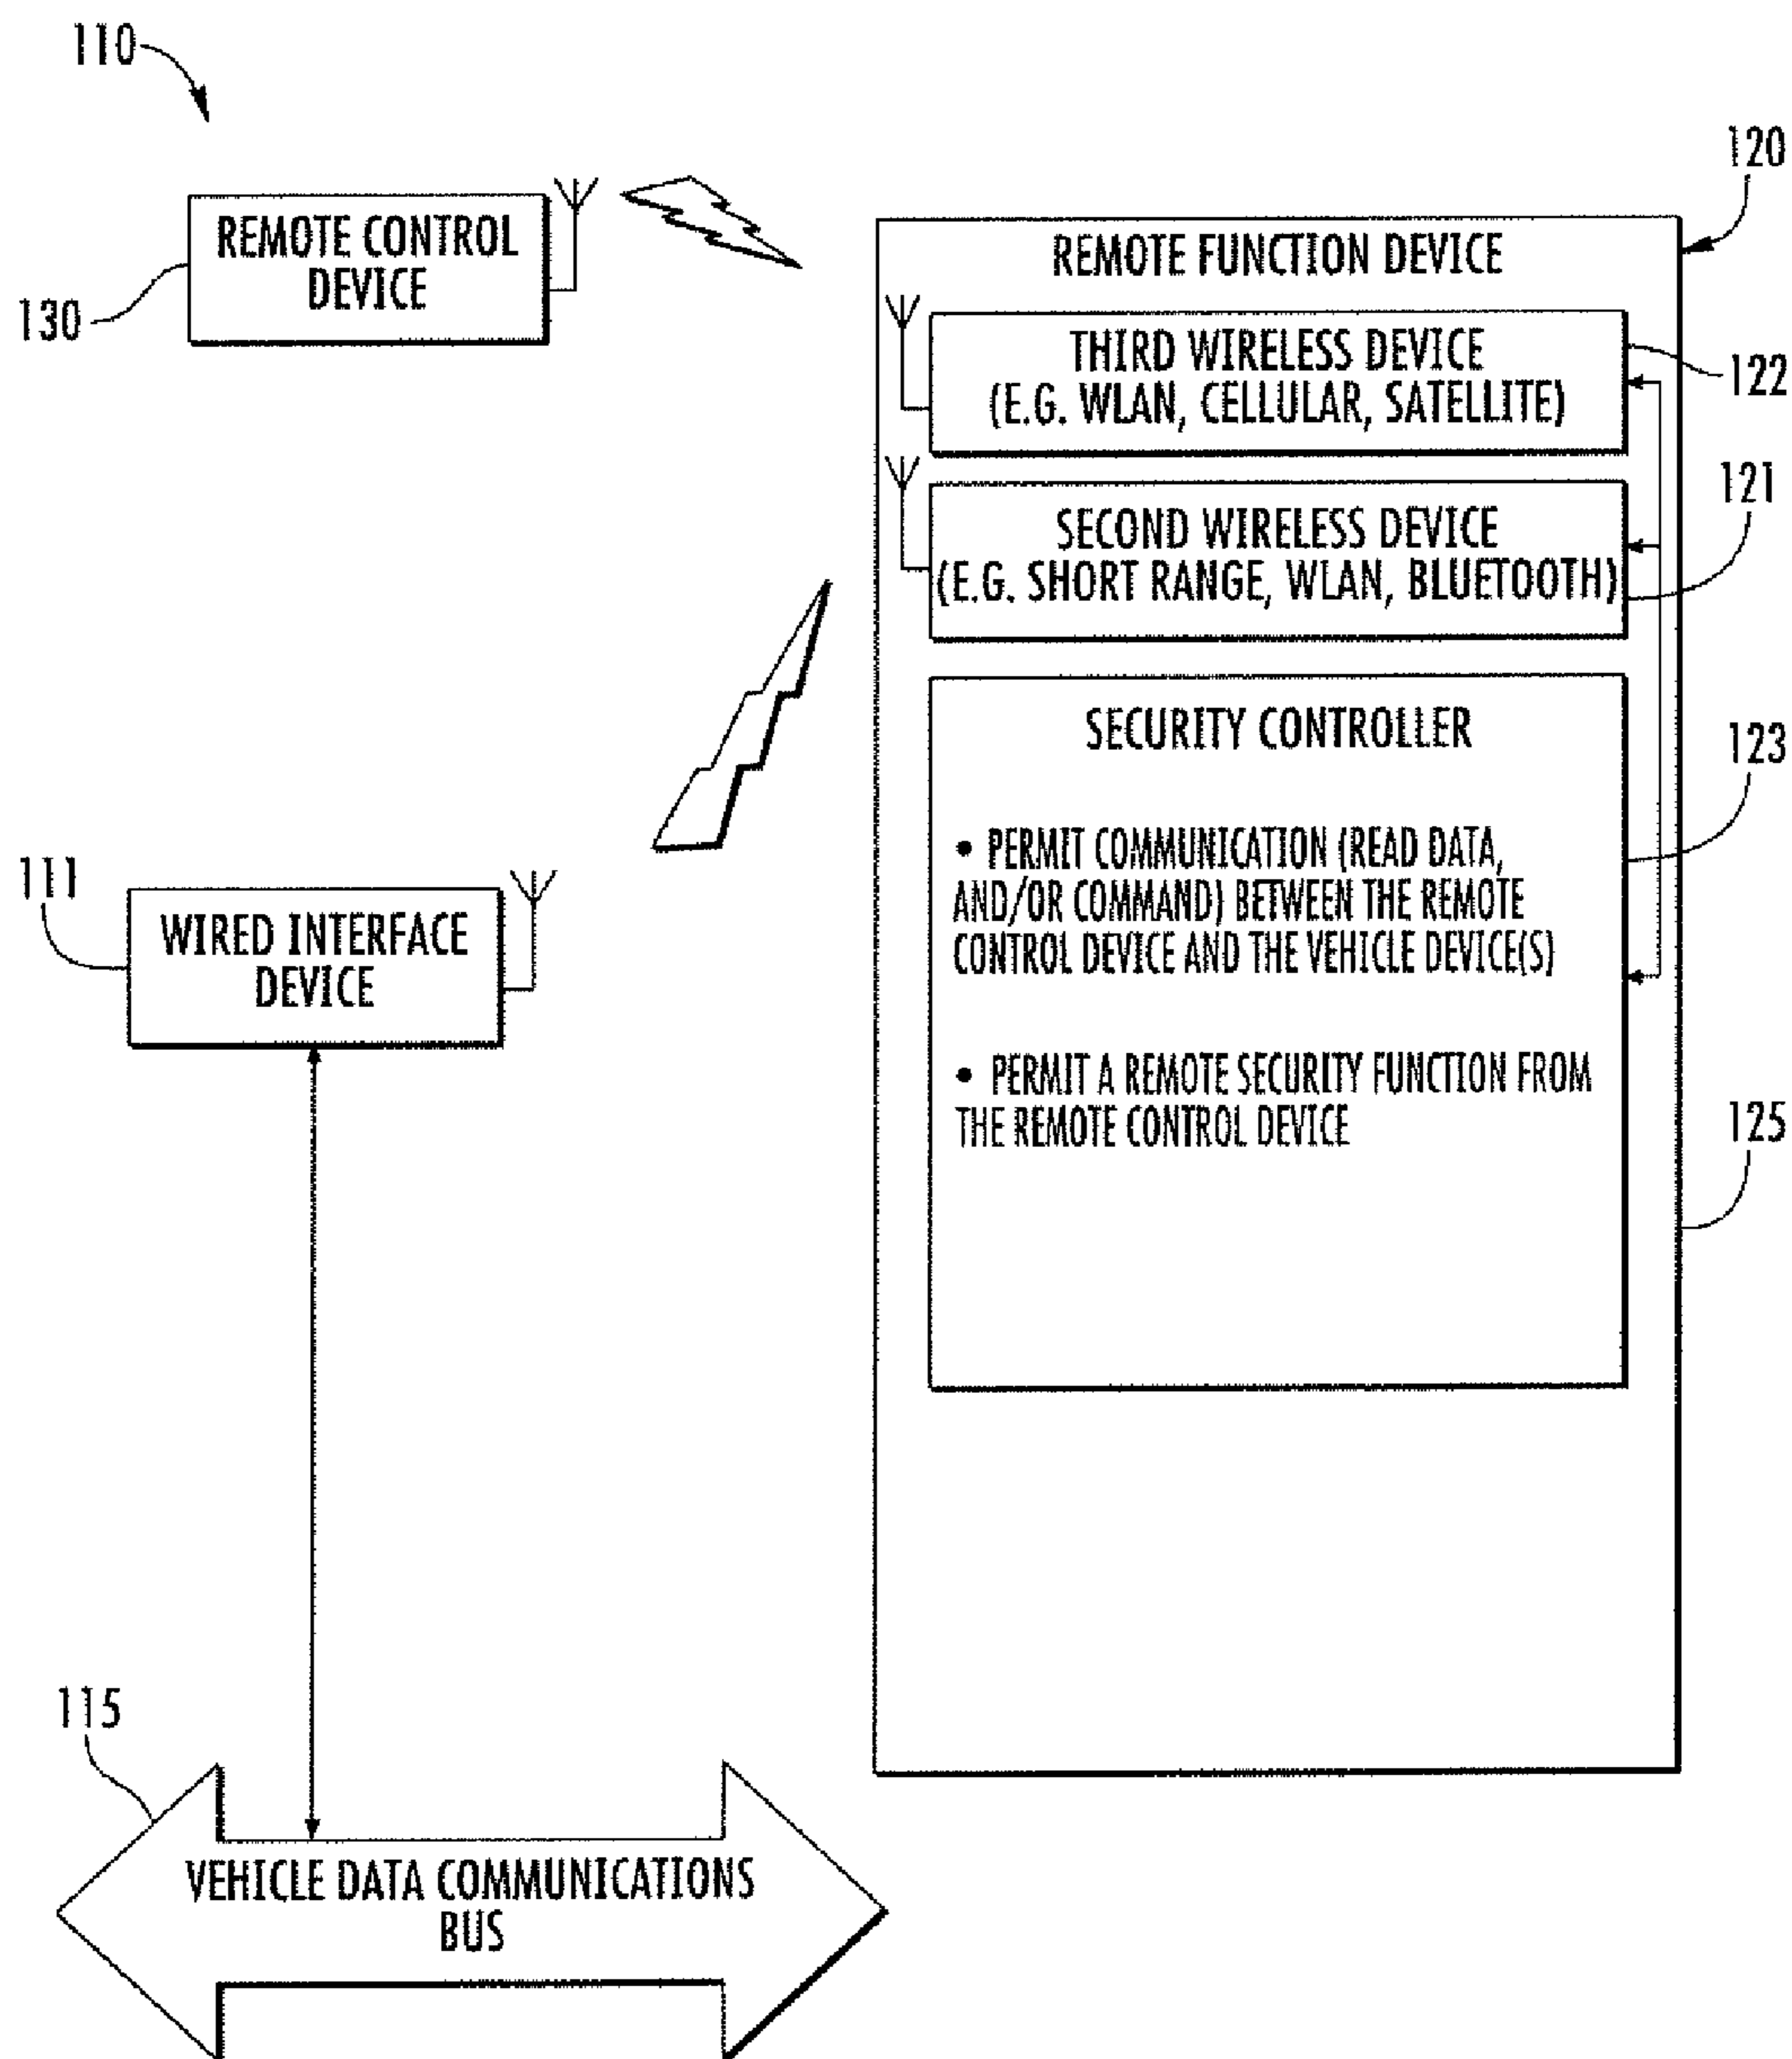 110
120
REMOTE CONTROL
DEVICE
130
REMOTE FUNCTION DEVICE
THIRD WIRELESS DEVICE
(E.G. WLAN, CELLULAR, SATELLITE)
122
121
SECOND WIRELESS DEVICE
(E.G. SHORT RANGE, WLAN, BLUETOOTH)
SECURITY CONTROLLER
123
• PERMIT COMMUNICATION (READ DATA,
AND/OR COMMAND) BETWEEN THE REMOTE
CONTROL DEVICE AND THE VEHICLE DEVICE(S)
• PERMIT A REMOTE SECURITY FUNCTION FROM
THE REMOTE CONTROL DEVICE
125
111
WIRED INTERFACE
DEVICE
115
VEHICLE DATA COMMUNICATIONS
BUS